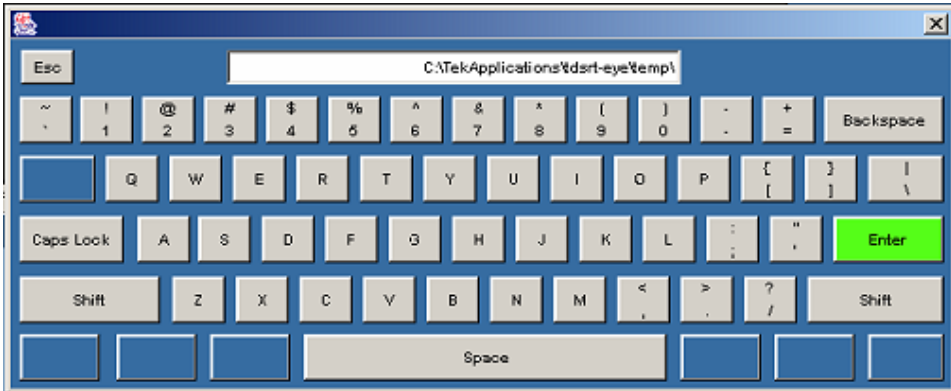 Esc C:\TekApplications\tdsrt-eye\temp\
~ ! @ # $ % ^ & * ( ) - +
` 1 2 3 4 5 6 7 8 9 0 - = Backspace
Q W E R T Y U I O P { } |
[ ] \
Caps Lock A S D F G H J K L : " Enter
; '
Shift Z X C V B N M < > ? Shift
, . /
Space